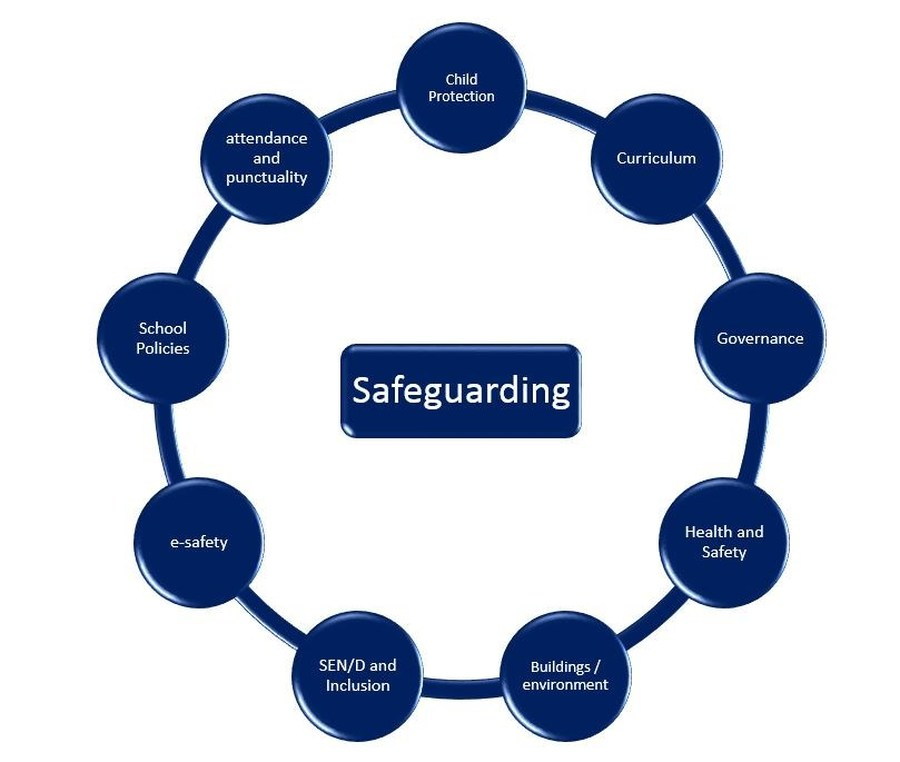 Child
Protection
Curriculum
Governance
Health and
Safety
Buildings /
environment
SEN/D and
Inclusion
e-safety
School
Policies
attendance
and
punctuality
Safeguarding